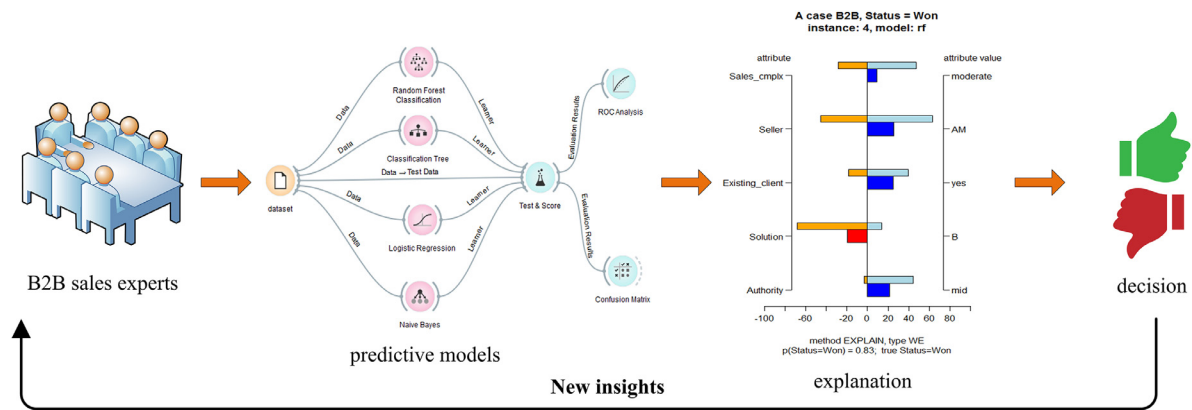 B2B sales experts
dataset
Data
Data
Data → Test Data
Data
Data
Random Forest
Classification
Classification Tree
Logistic Regression
Naive Bayes
Learner
Learner
Learner
Learner
Test & Score
Evaluation Results
Evaluation Results
ROC Analysis
Confusion Matrix
predictive models
A case B2B, Status = Won
instance: 4, model: rf
attribute
attribute value
Sales_cmplx
moderate
Seller
AM
Existing_client
yes
Solution
B
Authority
mid
-100
-60
-20
0
20
40
60
80
100
method EXPLAIN, type WE
p(Status=Won) = 0.83; true Status=Won
explanation
decision
New insights